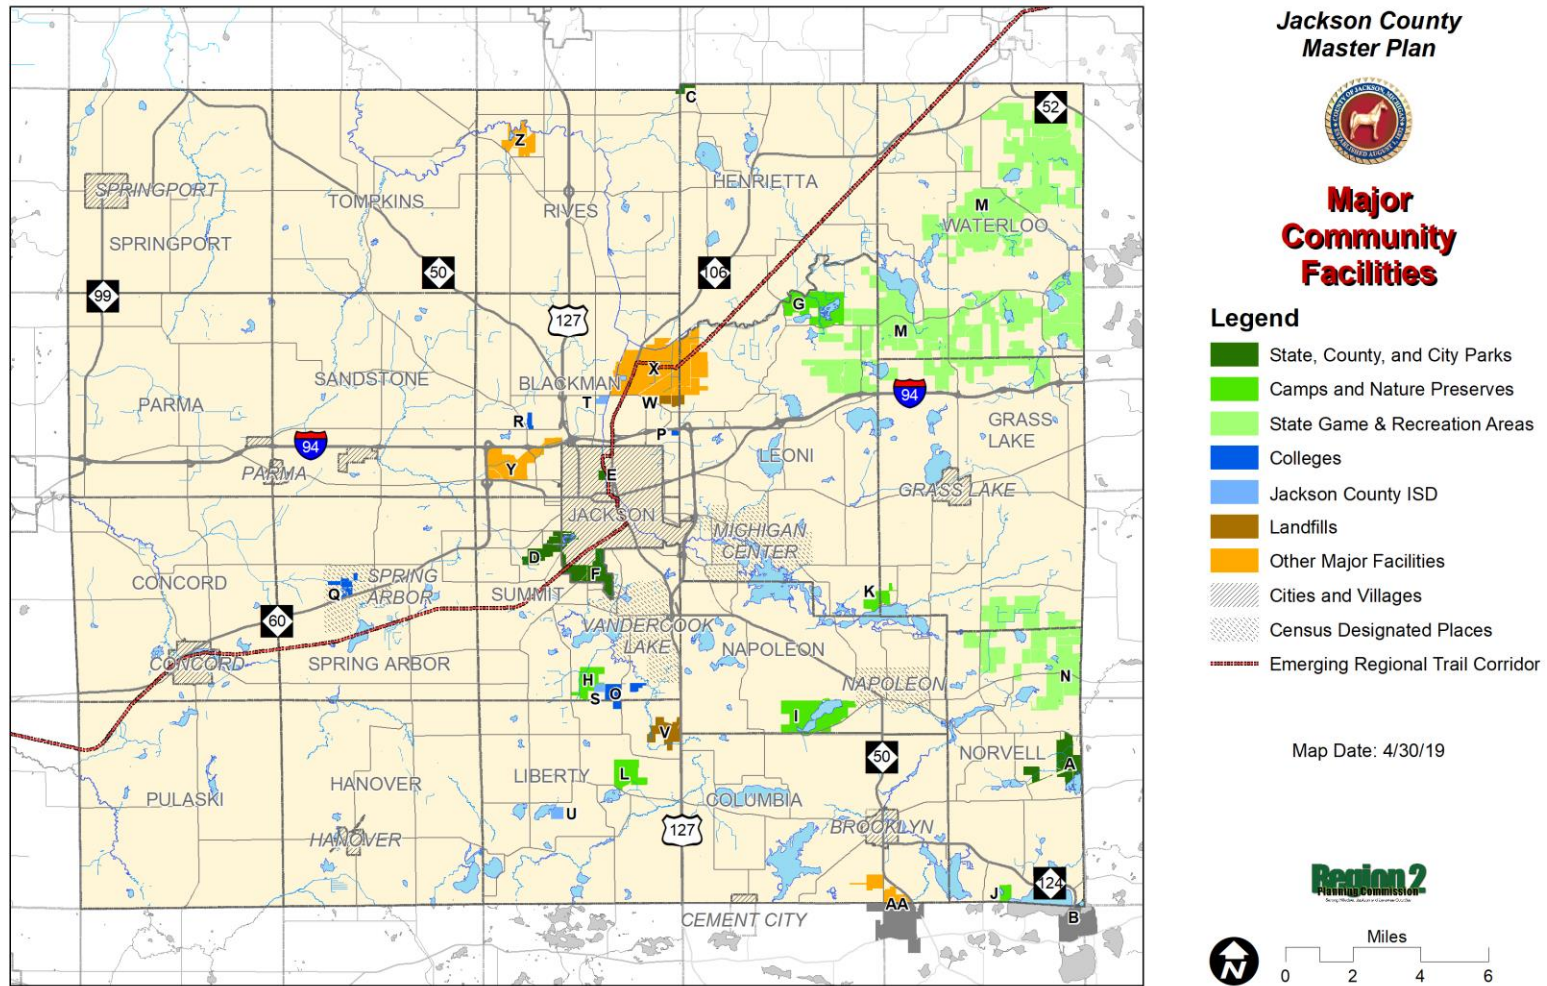 Jackson County
Master Plan
Major
Community
Facilities
Legend
State, County, and City Parks
Camps and Nature Preserves
State Game & Recreation Areas
Colleges
Jackson County ISD
Landfills
Other Major Facilities
Cities and Villages
Census Designated Places
Emerging Regional Trail Corridor
Map Date: 4/30/19
Region 2
Planning Commission
Miles
0 2 4 6
N
C
52
Z
HENRIETTA
SPRINGPORT
TOMPKINS
RIVES
M
WATERLOO
SPRINGPORT
50
106
99
G
127
M
X
SANDSTONE
BLACKMAN
94
PARMA
T
W
R
P
GRASS
LAKE
94
LEONI
PARMA
Y
E
GRASS LAKE
JACKSON
MICHIGAN
CENTER
D
F
CONCORD
SPRING
ARBOR
Q
SUMMIT
K
60
VANDERCOOK
LAKE
NAPOLEON
CONCORD
SPRING ARBOR
H
S
O
NAPOLEON
N
I
V
NORVELL
A
50
HANOVER
LIBERTY
L
PULASKI
COLUMBIA
U
127
BROOKLYN
HANOVER
124
J
AA
B
CEMENT CITY